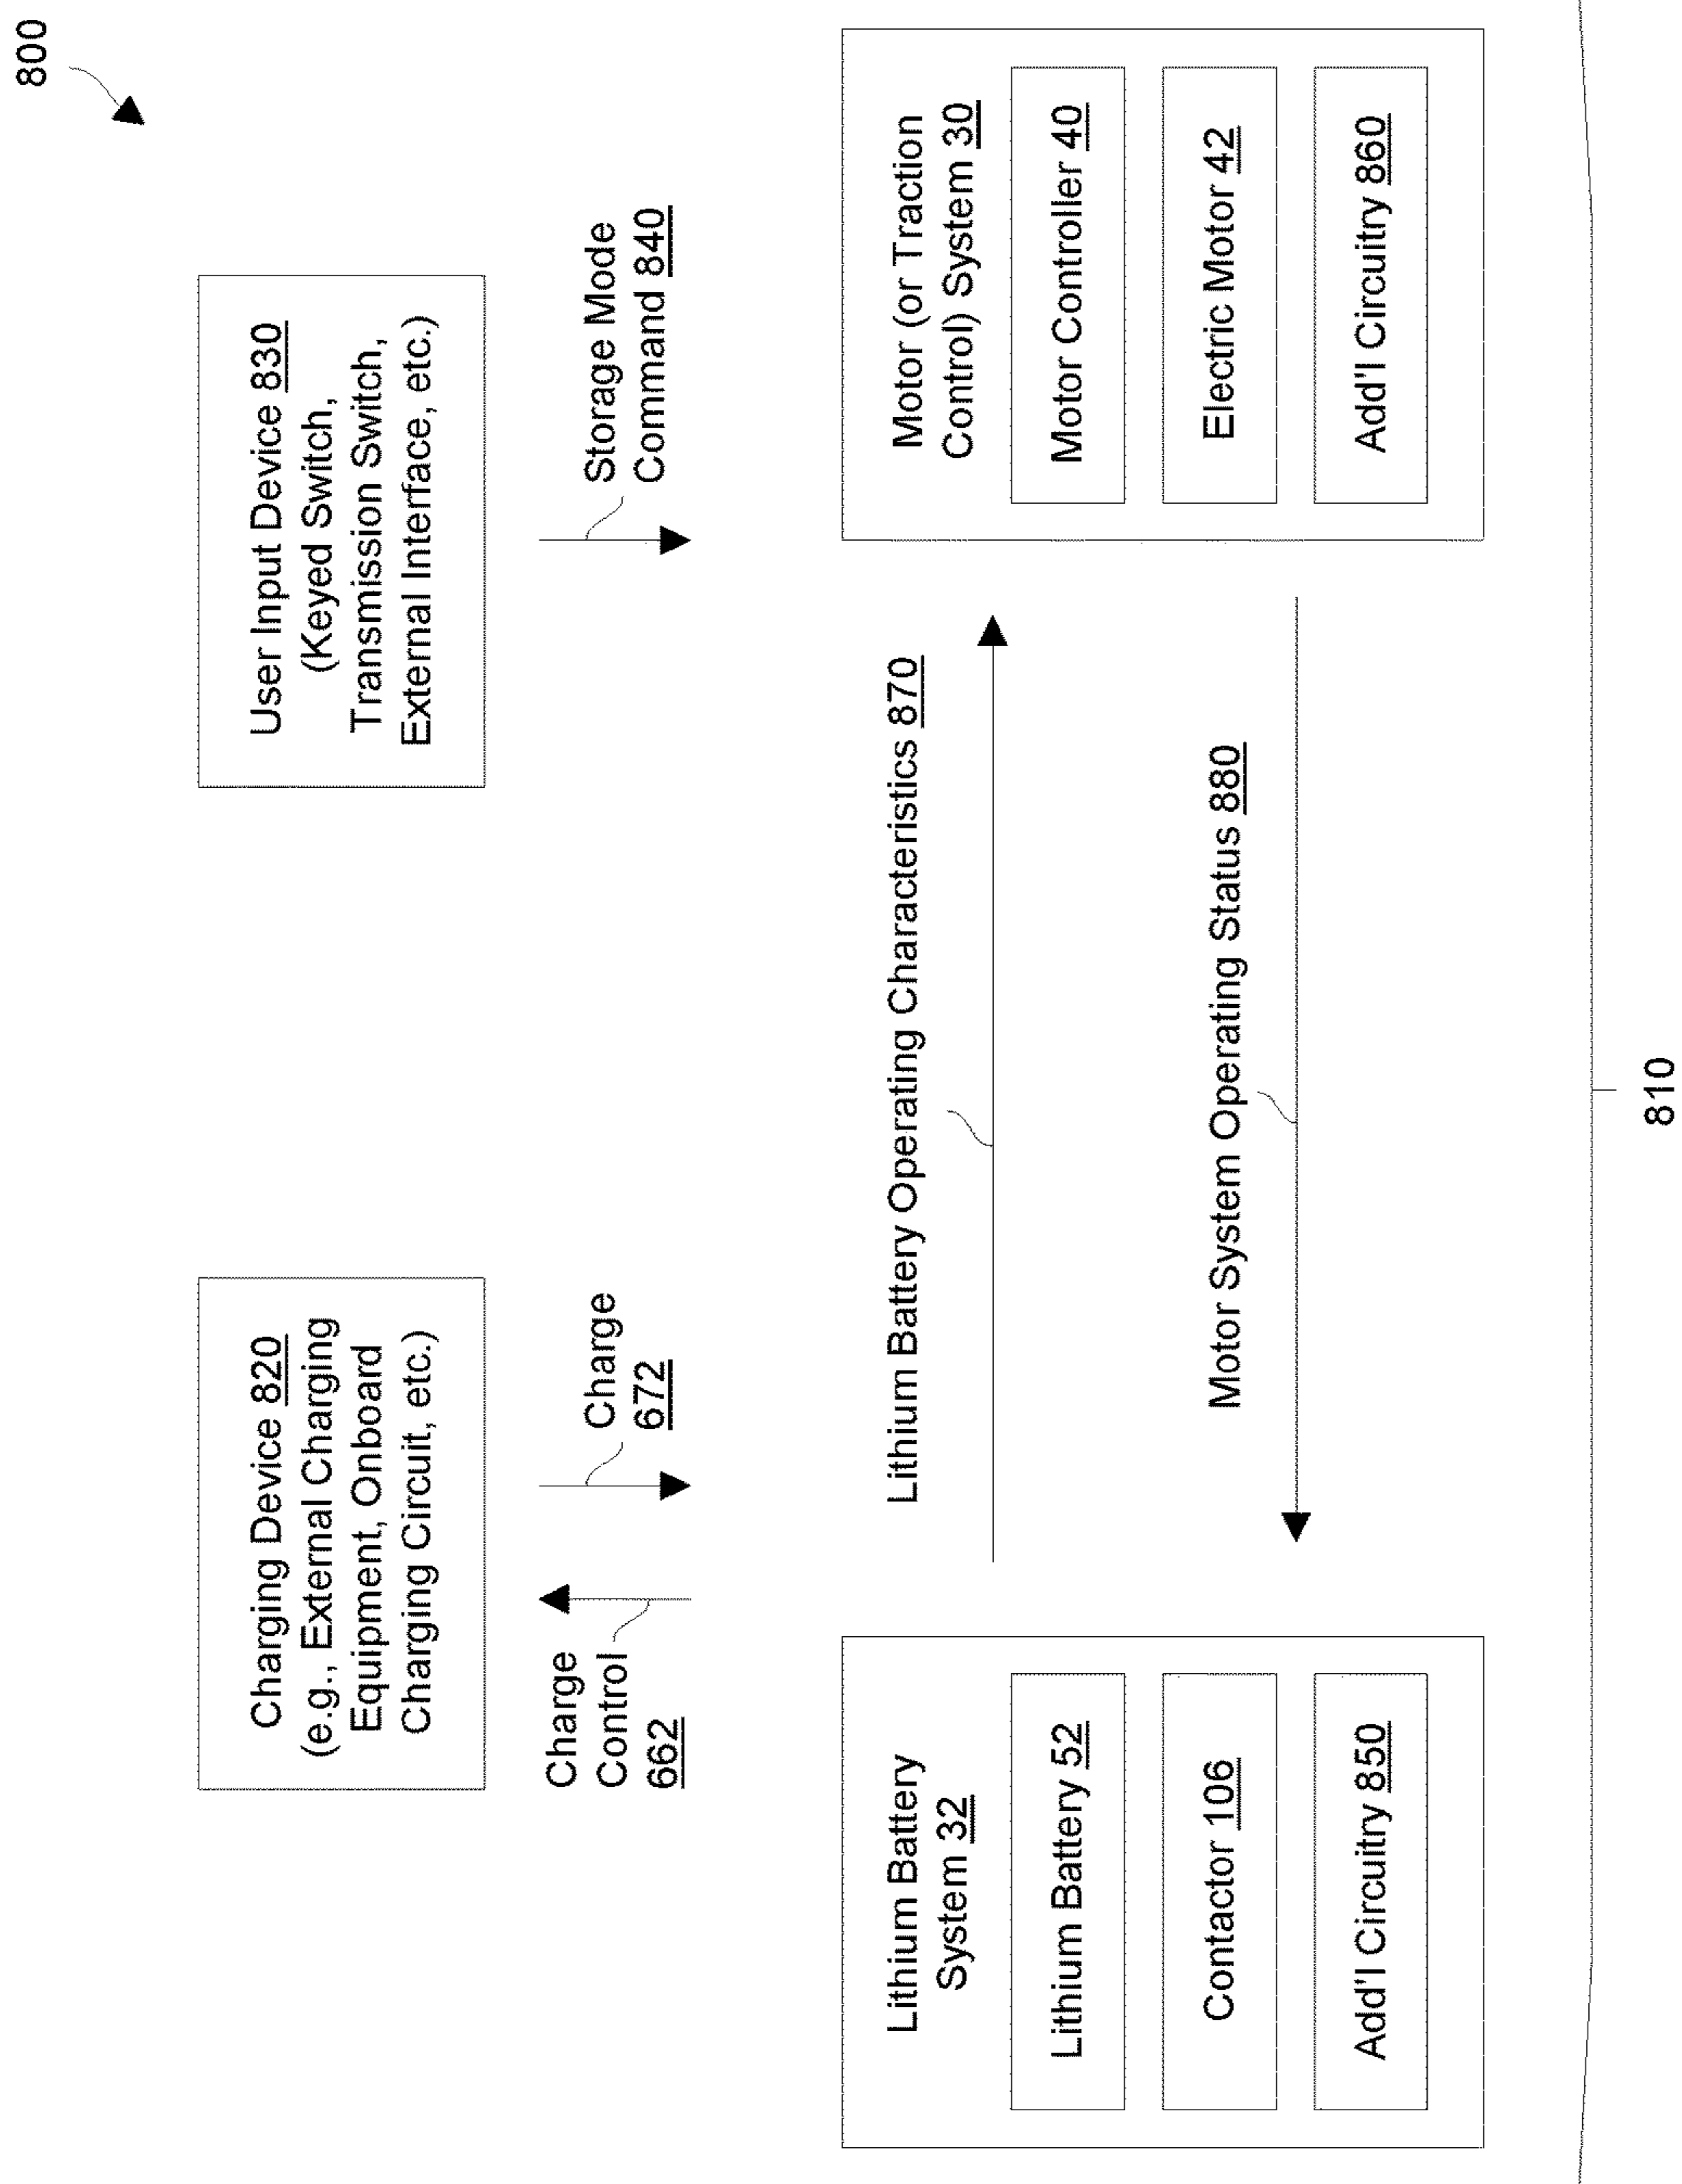 800
Charging Device 820
(e.g., External Charging
Equipment, Onboard
Charging Circuit, etc.)
User Input Device 830
(Keyed Switch,
Transmission Switch,
External Interface, etc.)
Charge
Control
662
Charge
672
Storage Mode
Command 840
Lithium Battery
System 32
Lithium Battery 52
Contactor 106
Add'l Circuitry 850
Lithium Battery Operating Characteristics 870
Motor System Operating Status 880
Motor (or Traction
Control) System 30
Motor Controller 40
Electric Motor 42
Add'l Circuitry 860
810